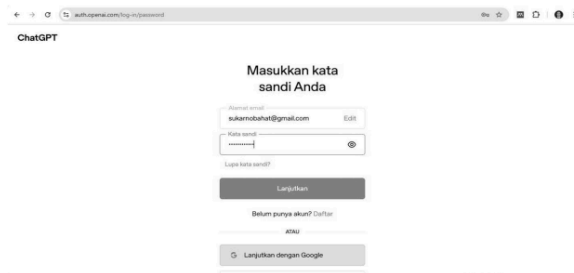 auth.openai.com/log-in/password
ChatGPT
Masukkan kata
sandi Anda
Alamat email
sukarnobahat@gmail.com Edit
Kata sandi
Lupa kata sandi?
Lanjutkan
Belum punya akun? Daftar
ATAU
G Lanjutkan dengan Google